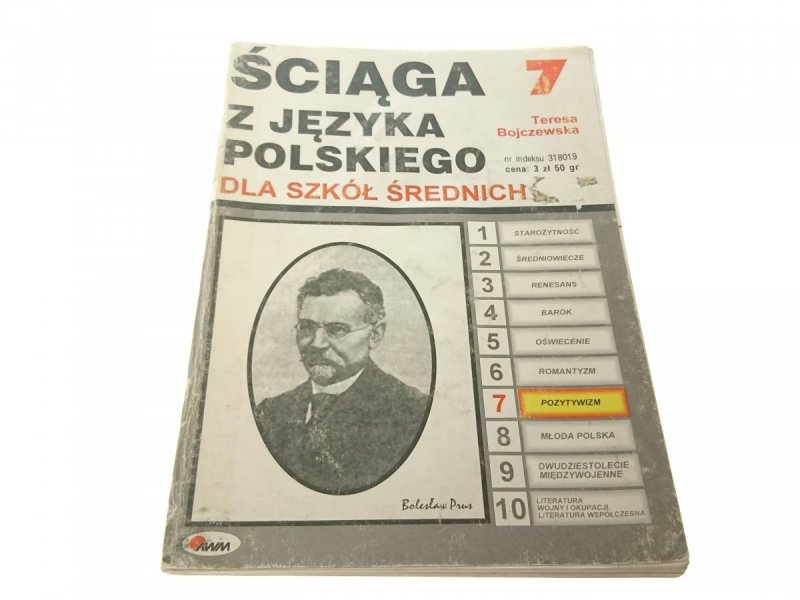 ŚCIĄGA
Z JĘZYKA
POLSKIEGO
DLA SZKÓŁ ŚREDNICH
7
Teresa
Bojczewska
nr indeksu 318019
cena: 3 zł 50 gr
1 STAROŻYTNOŚĆ
2 ŚREDNIOWIECZE
3 RENESANS
4 BAROK
5 OŚWIECENIE
6 ROMANTYZM
7 POZYTYWIZM
8 MŁODA POLSKA
9 DWUDZIESTOLECIE
MIĘDZYWOJENNE
10 LITERATURA
WOJNY I OKUPACJI.
LITERATURA WSPÓŁCZESNA
Bolesław Prus
AWM